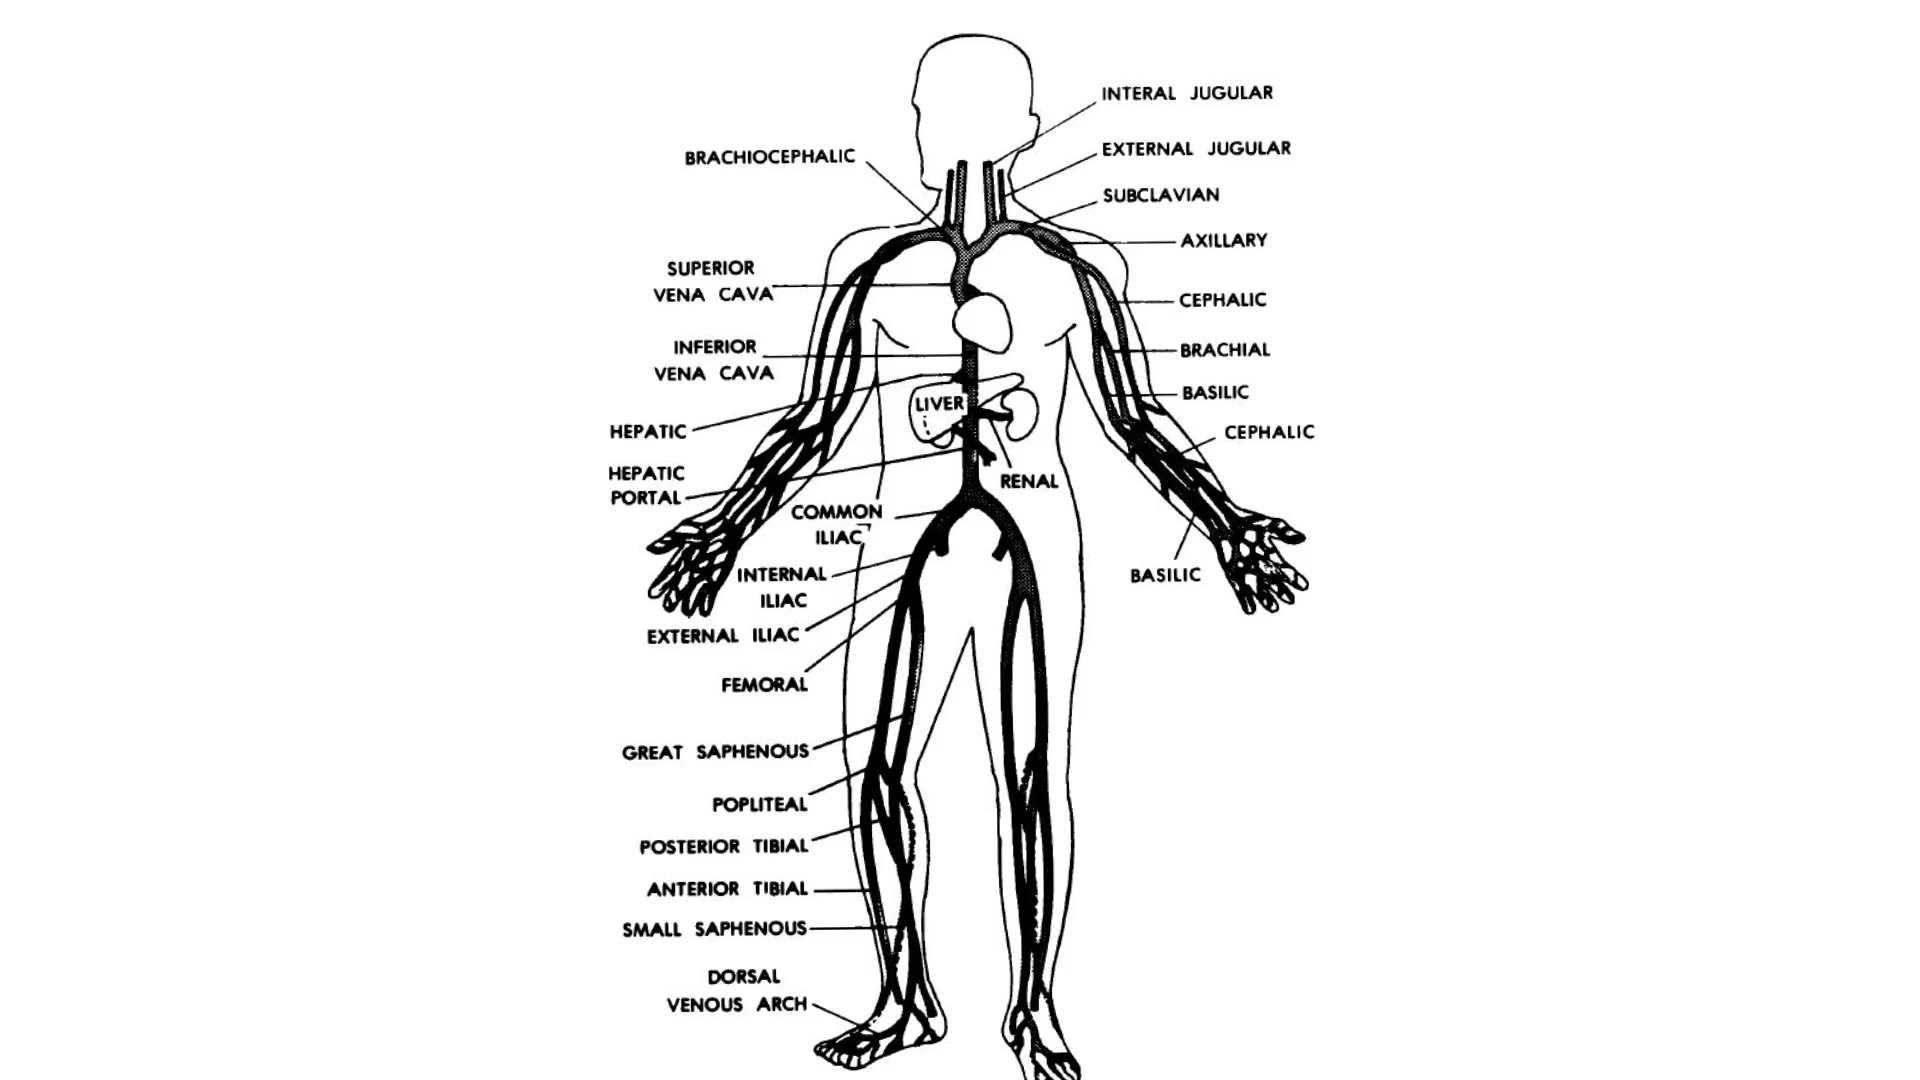 INTERAL JUGULAR
EXTERNAL JUGULAR
BRACHIOCEPHALIC
SUBCLAVIAN
AXILLARY
SUPERIOR
VENA CAVA
CEPHALIC
INFERIOR
VENA CAVA
BRACHIAL
BASILIC
LIVER
HEPATIC
CEPHALIC
HEPATIC
PORTAL
RENAL
COMMON
ILIAC
INTERNAL
ILIAC
BASILIC
EXTERNAL ILIAC
FEMORAL
GREAT SAPHENOUS
POPLITEAL
POSTERIOR TIBIAL
ANTERIOR TIBIAL
SMALL SAPHENOUS
DORSAL
VENOUS ARCH